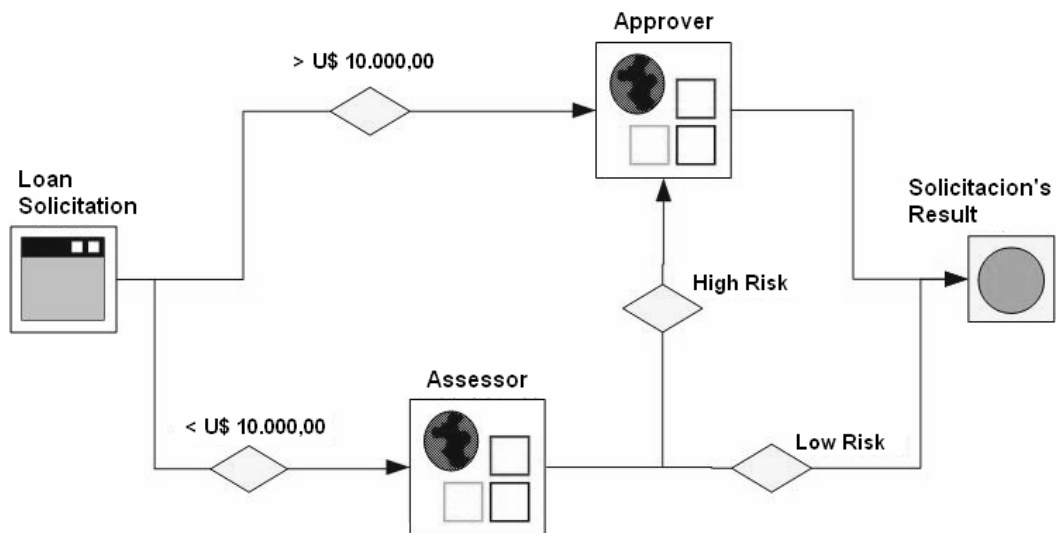 Approver
> U$ 10.000,00
Loan
Solicitation
Solicitacion's
Result
High Risk
Assessor
< U$ 10.000,00
Low Risk